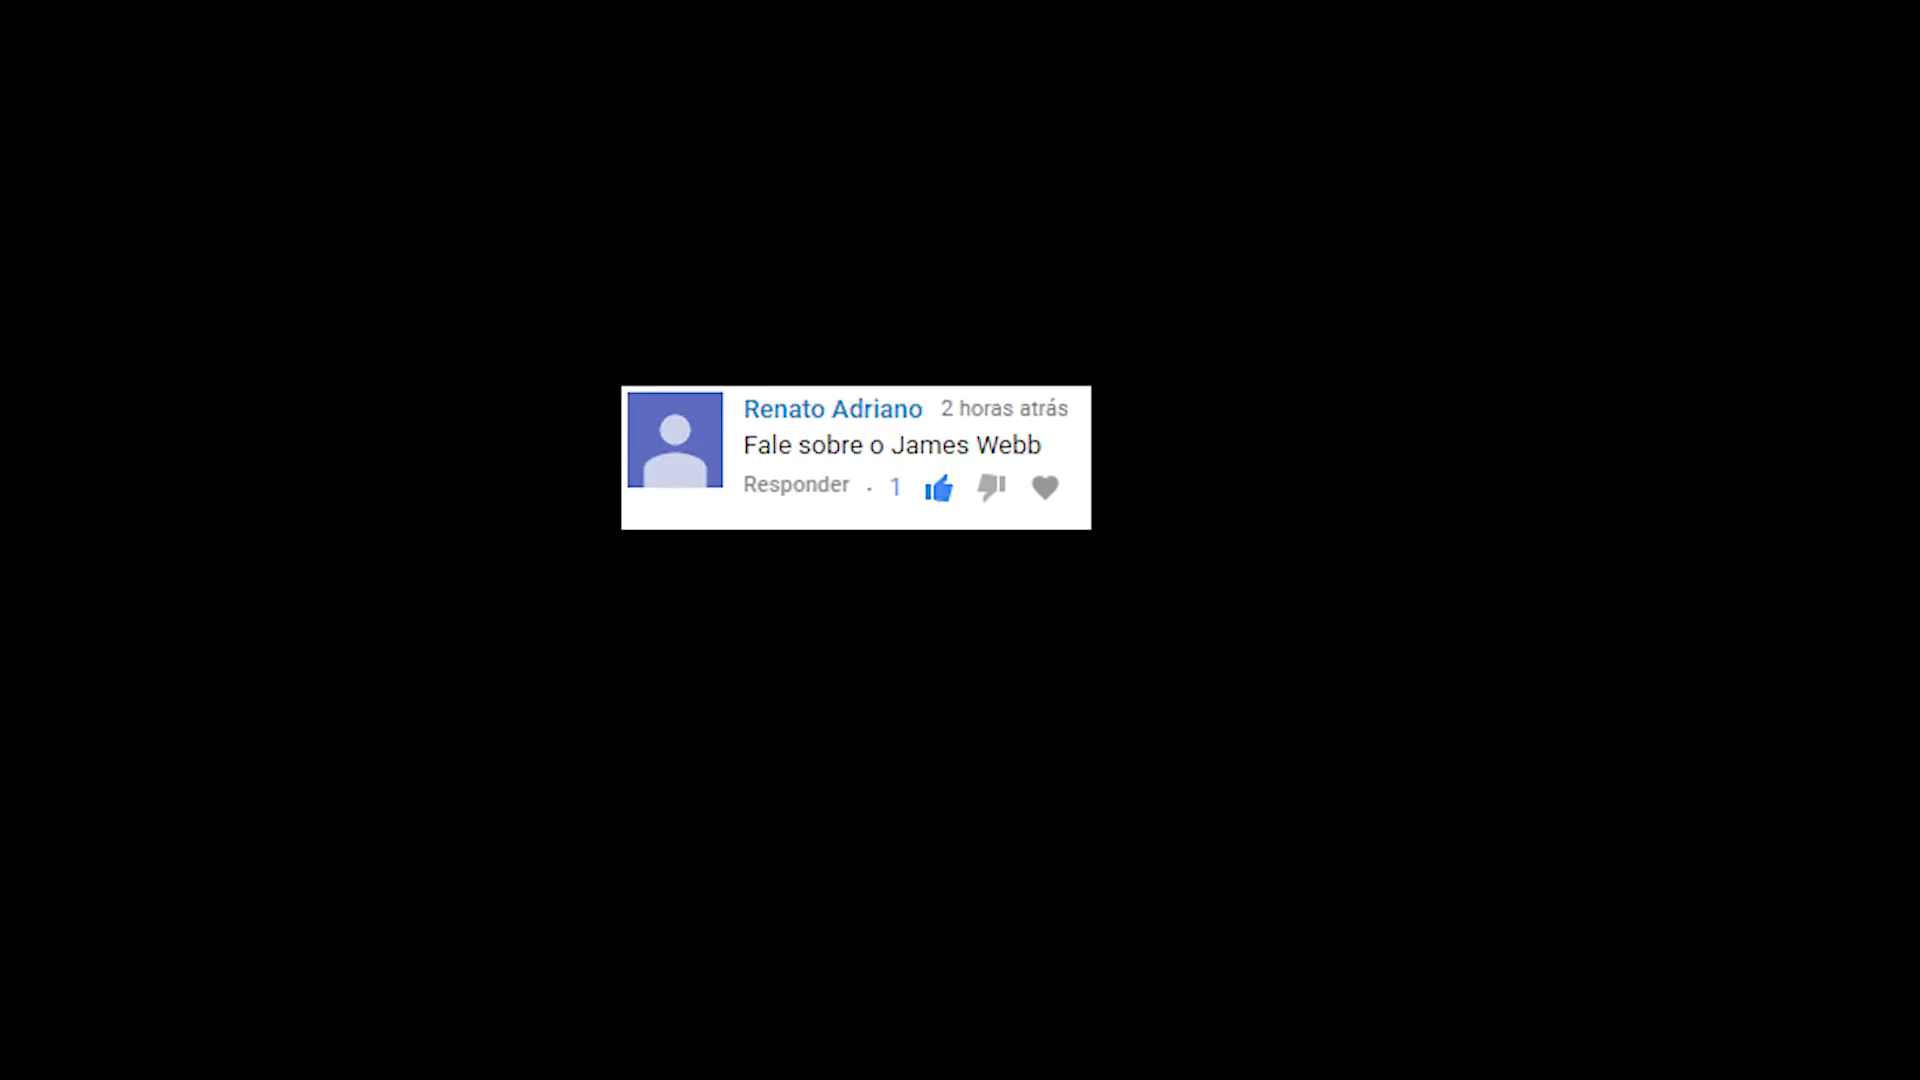 Renato Adriano 2 horas atrás
Fale sobre o James Webb
Responder . 1